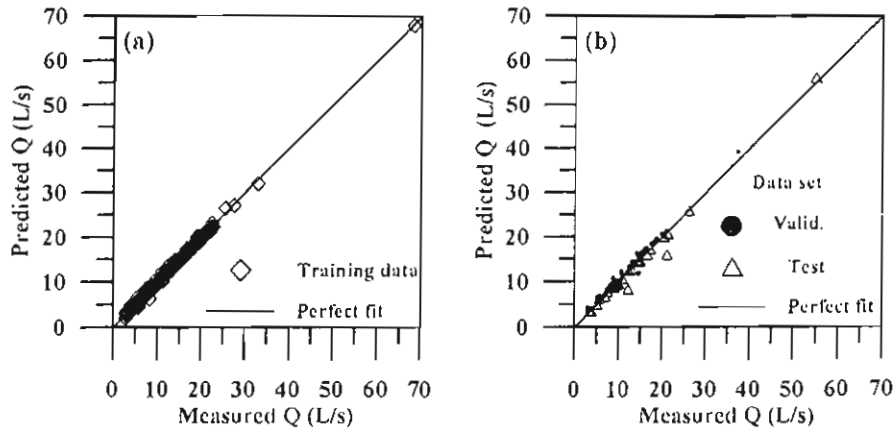 (a)
Predicted Q (L/s)
70
60
50
40
30
20
10
0
Training data
Perfect fit
0 10 20 30 40 50 60 70
Measured Q (L/s)
(b)
Predicted Q (L/s)
70
60
50
40
30
20
10
0
Data set
Valid.
Test
Perfect fit
0 10 20 30 40 50 60 70
Measured Q (L/s)